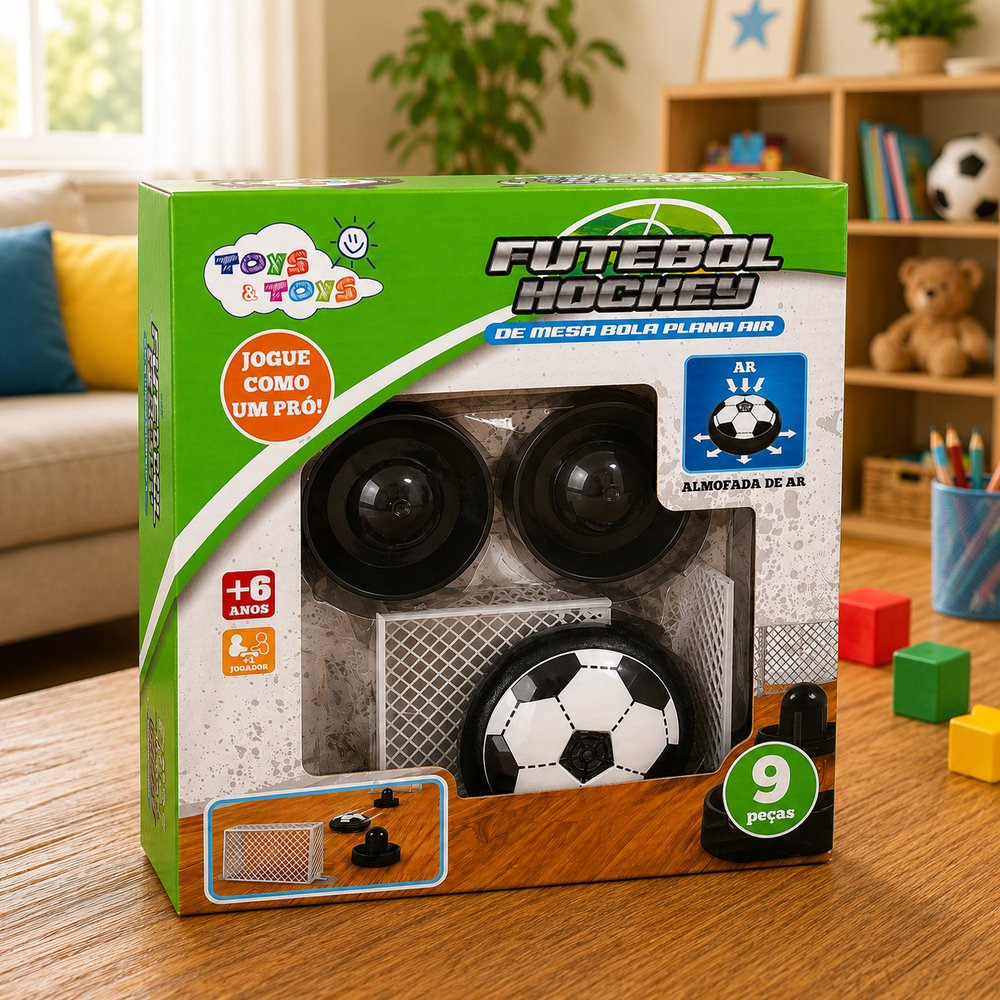 TOYS
& TOYS
FUTEBOL
HOCKEY
DE MESA BOLA PLANA AIR
JOGUE
COMO
UM PRÓ!
AR
ALMOFADA DE AR
+6
ANOS
+1
JOGADOR
9
peças